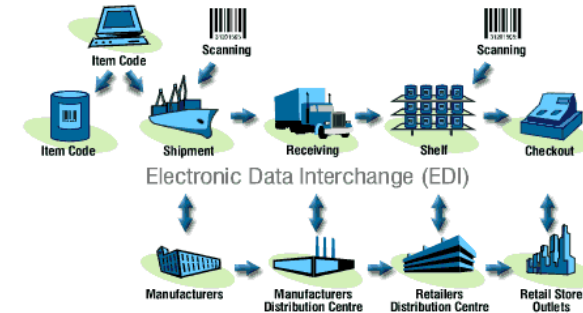 Item Code
Scanning
Scanning
Item Code
Shipment
Receiving
Shelf
Checkout
Electronic Data Interchange (EDI)
Manufacturers
Manufacturers
Distribution Centre
Retailers
Distribution Centre
Retail Store
Outlets